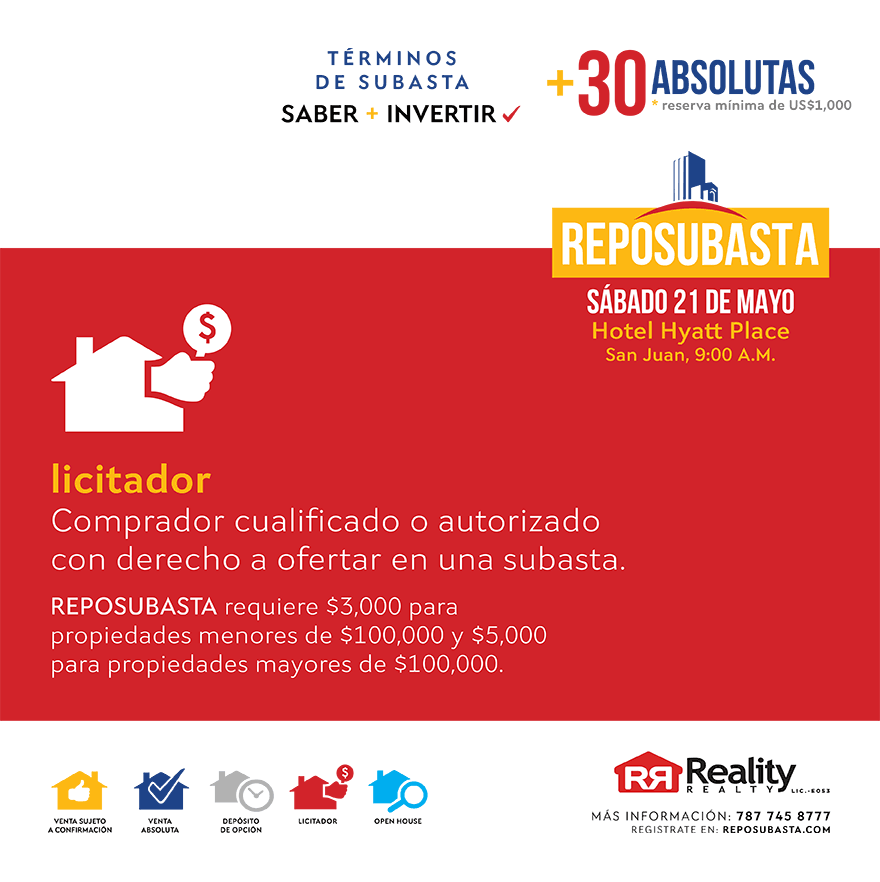 TÉRMINOS
DE SUBASTA
SABER + INVERTIR
+30 ABSOLUTAS
* reserva mínima de US$1,000
REPOSUBASTA
SÁBADO 21 DE MAYO
Hotel Hyatt Place
San Juan, 9:00 A.M.
$
licitador
Comprador cualificado o autorizado
con derecho a ofertar en una subasta.
REPOSUBASTA requiere $3,000 para
propiedades menores de $100,000 y $5,000
para propiedades mayores de $100,000.
VENTA SUJETO
A CONFIRMACIÓN
VENTA
ABSOLUTA
DEPÓSITO
DE OPCIÓN
$
LICITADOR
OPEN HOUSE
RR Reality
REALTY LIC.-E053
MÁS INFORMACIÓN: 787 745 8777
REGISTRATE EN: REPOSUBASTA.COM